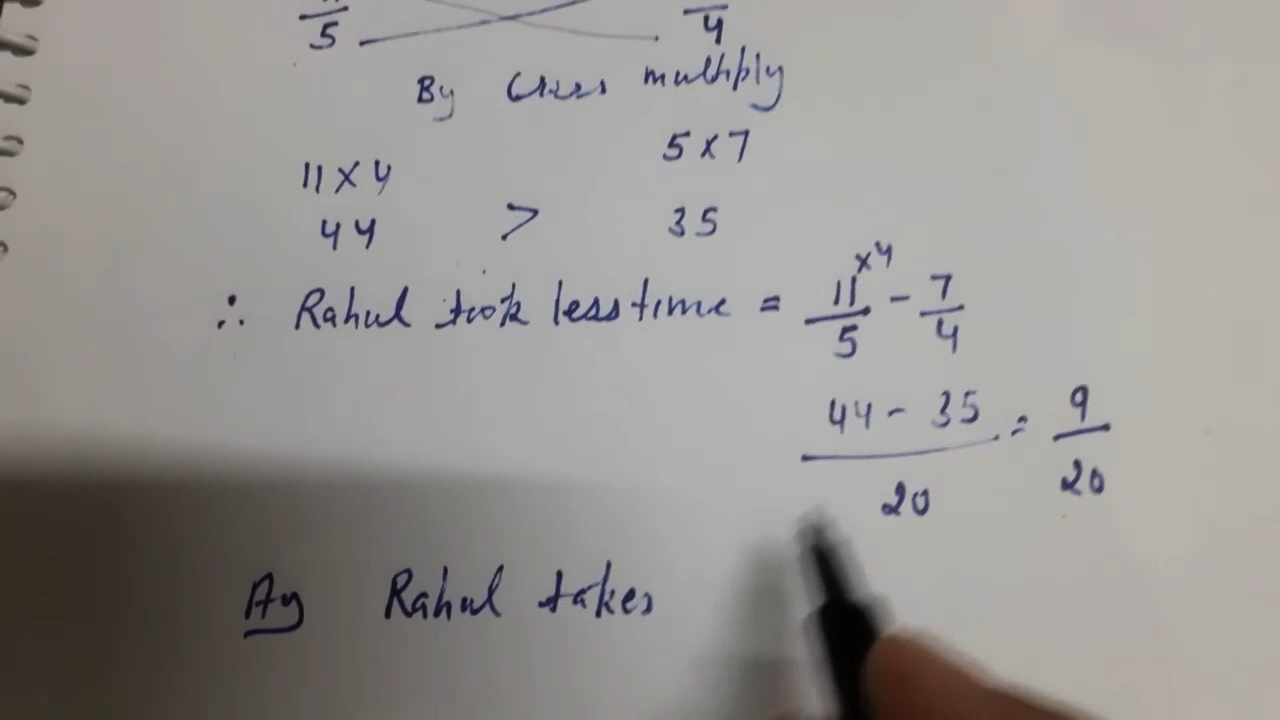 5 4
By Cross multiply
11 x 4 5 x 7
44 > 35
∴ Rahul took less time = 11/5 x4 - 7/4
44 - 35 / 20 = 9/20
Ay Rahul takes